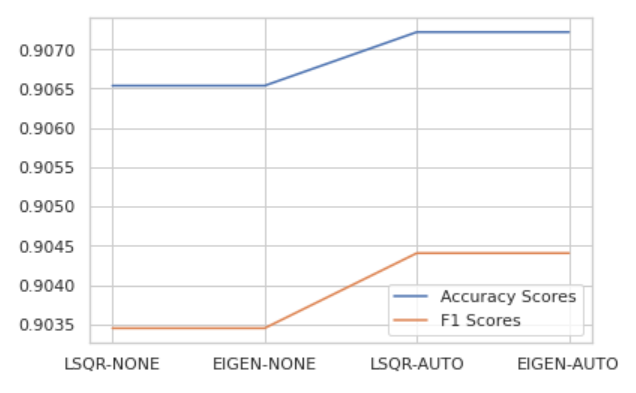 0.9070
0.9065
0.9060
0.9055
0.9050
0.9045
0.9040
0.9035
Accuracy Scores
F1 Scores
LSQR-NONE EIGEN-NONE LSQR-AUTO EIGEN-AUTO